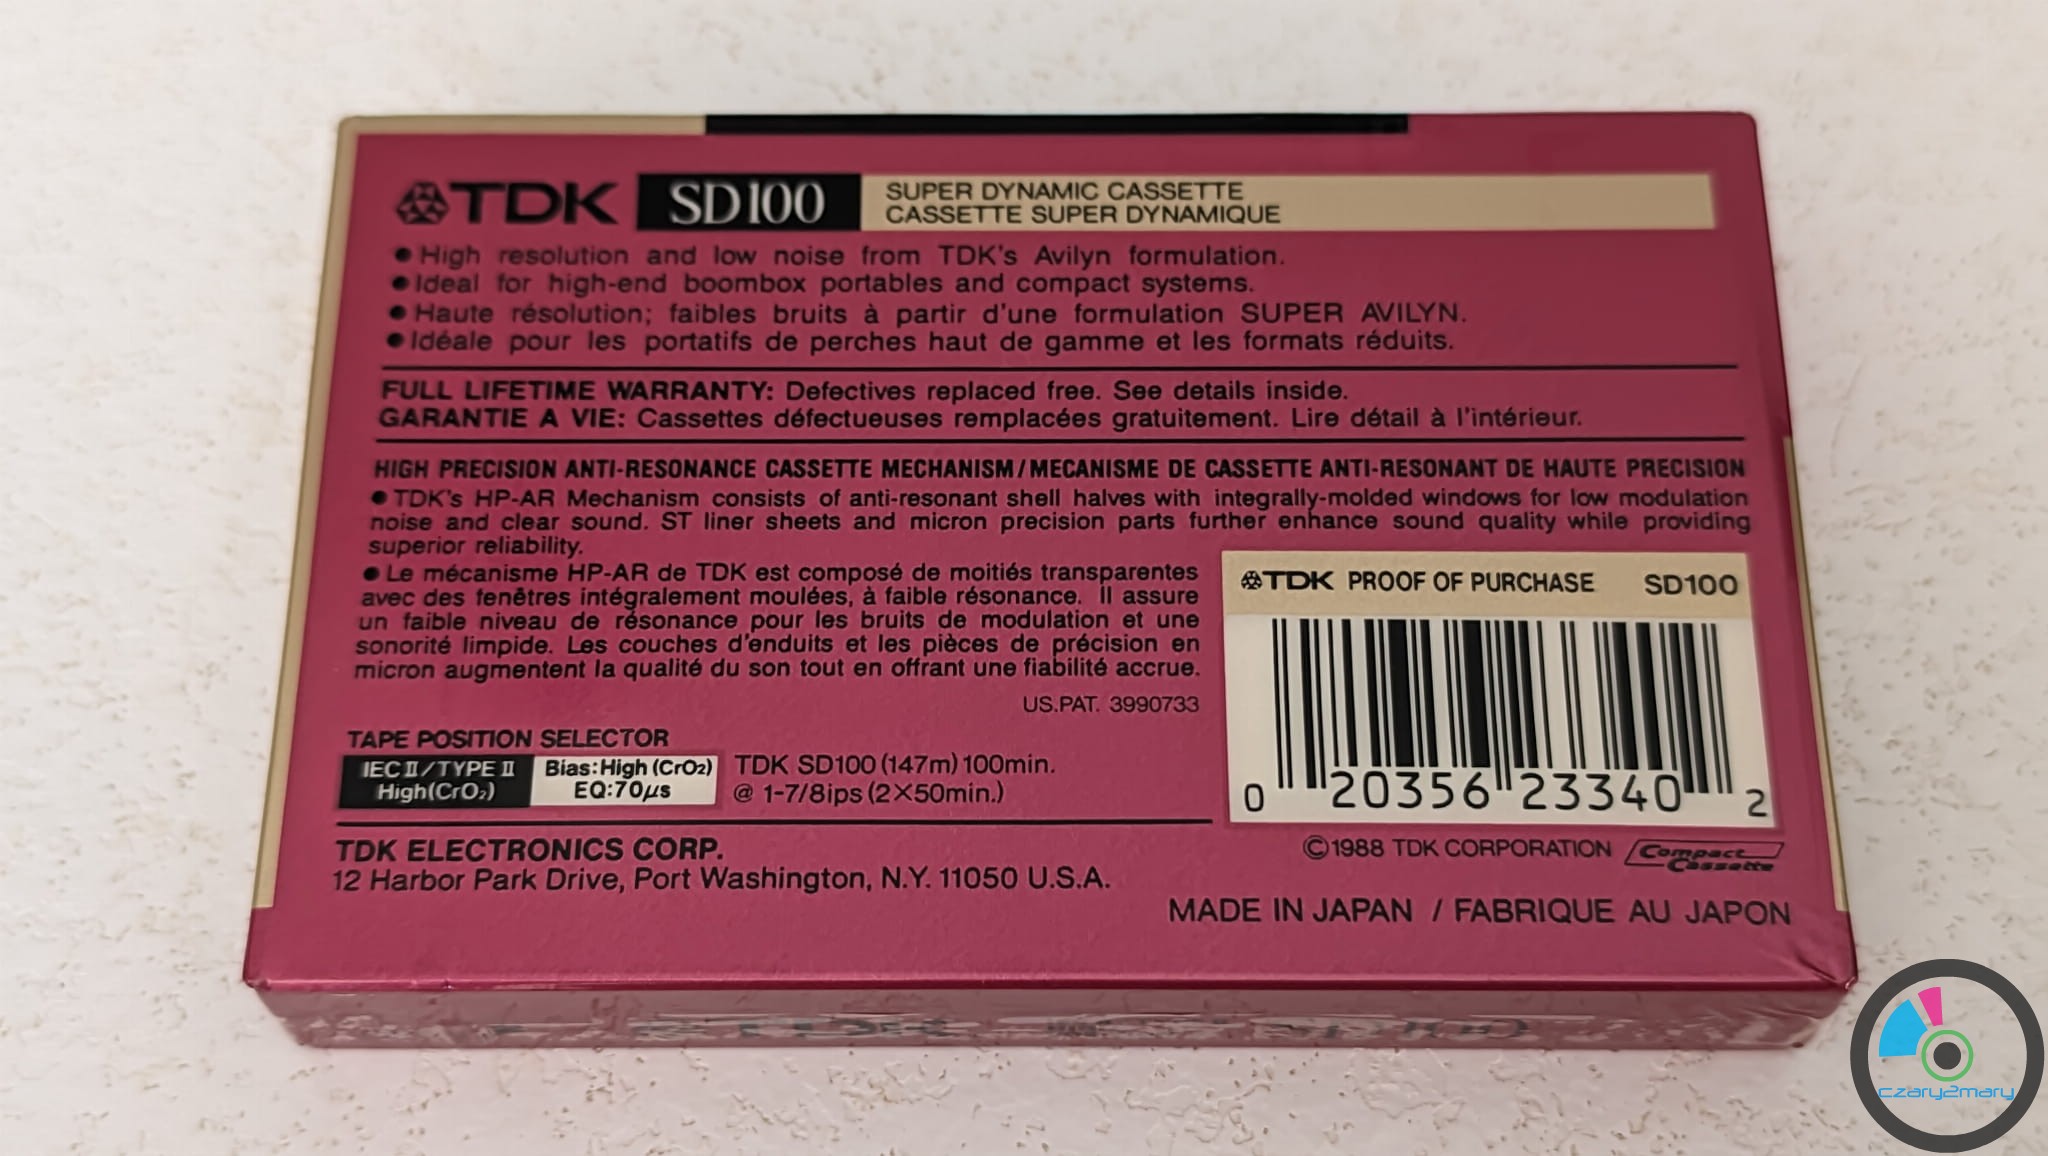 TDK SD100 SUPER DYNAMIC CASSETTE
CASSETTE SUPER DYNAMIQUE
● High resolution and low noise from TDK's Avilyn formulation.
● Ideal for high-end boombox portables and compact systems.
● Haute résolution; faibles bruits à partir d'une formulation SUPER AVILYN.
● Idéale pour les portatifs de perches haut de gamme et les formats réduits.
FULL LIFETIME WARRANTY: Defectives replaced free. See details inside.
GARANTIE A VIE: Cassettes défectueuses remplacées gratuitement. Lire détail à l'intérieur.
HIGH PRECISION ANTI-RESONANCE CASSETTE MECHANISM/MECANISME DE CASSETTE ANTI-RESONANT DE HAUTE PRECISION
● TDK's HP-AR Mechanism consists of anti-resonant shell halves with integrally-molded windows for low modulation
noise and clear sound. ST liner sheets and micron precision parts further enhance sound quality while providing
superior reliability.
● Le mécanisme HP-AR de TDK est composé de moitiés transparentes
avec des fenêtres intégralement moulées, à faible résonance. Il assure
un faible niveau de résonance pour les bruits de modulation et une
sonorité limpide. Les couches d'enduits et les pièces de précision en
micron augmentent la qualité du son tout en offrant une fiabilité accrue.
US.PAT. 3990733
TAPE POSITION SELECTOR
IEC II/TYPE II
High(CrO₂)
Bias:High (CrO₂)
EQ:70μs
TDK SD100 (147m) 100min.
@ 1-7/8ips (2×50min.)
TDK ELECTRONICS CORP.
12 Harbor Park Drive, Port Washington, N.Y. 11050 U.S.A.
TDK PROOF OF PURCHASE SD100
0 20356 23340 2
©1988 TDK CORPORATION Compact Cassette
MADE IN JAPAN / FABRIQUE AU JAPON
czary2mary